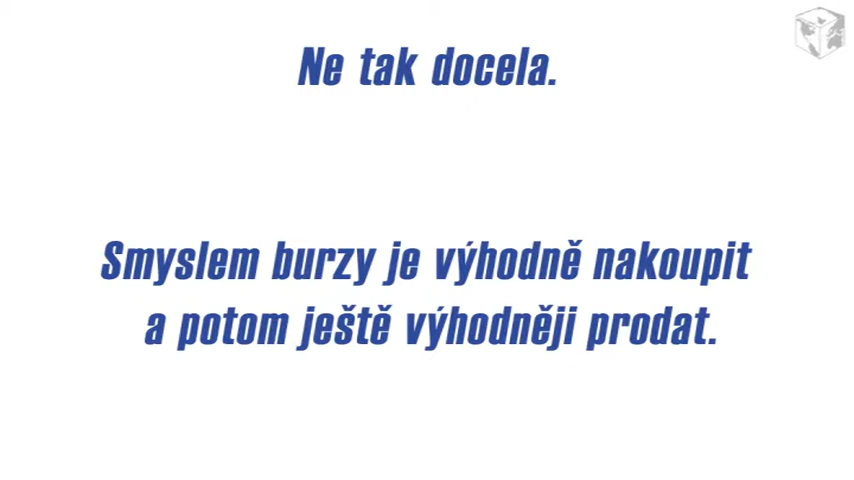 Ne tak docela.
Smyslem burzy je výhodně nakoupit
a potom ještě výhodněji prodat.